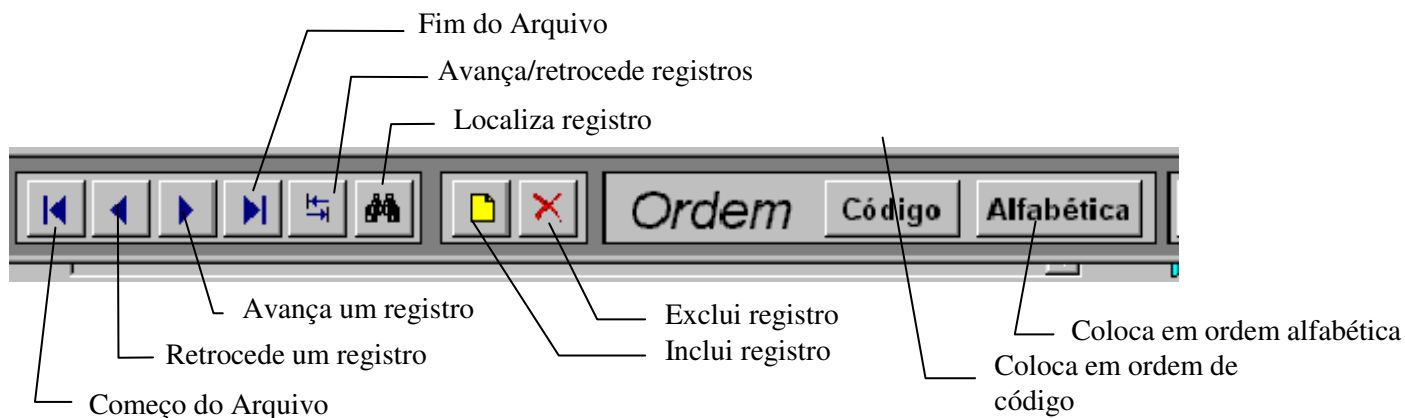 Fim do Arquivo
Avança/retrocede registros
Localiza registro
Ordem
Código
Alfabética
Avança um registro
Exclui registro
Coloca em ordem alfabética
Retrocede um registro
Inclui registro
Coloca em ordem de
código
Começo do Arquivo